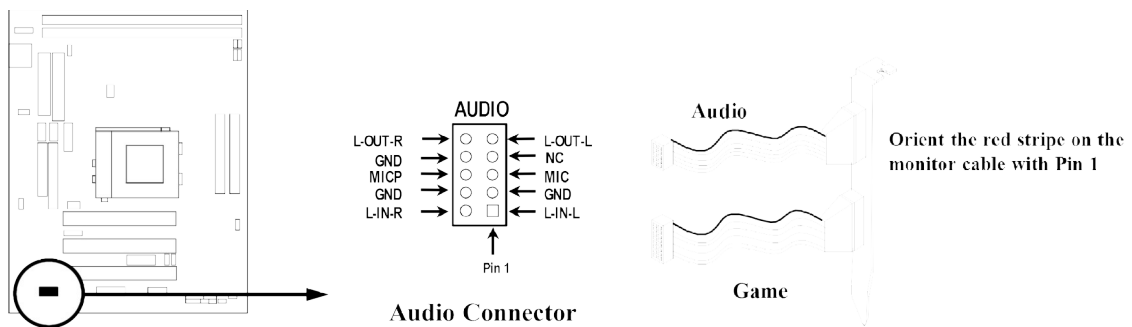 AUDIO
L-OUT-R
L-OUT-L
GND
NC
MICP
MIC
GND
GND
L-IN-R
L-IN-L
Pin 1
Audio Connector
Audio
Game
Orient the red stripe on the
monitor cable with Pin 1